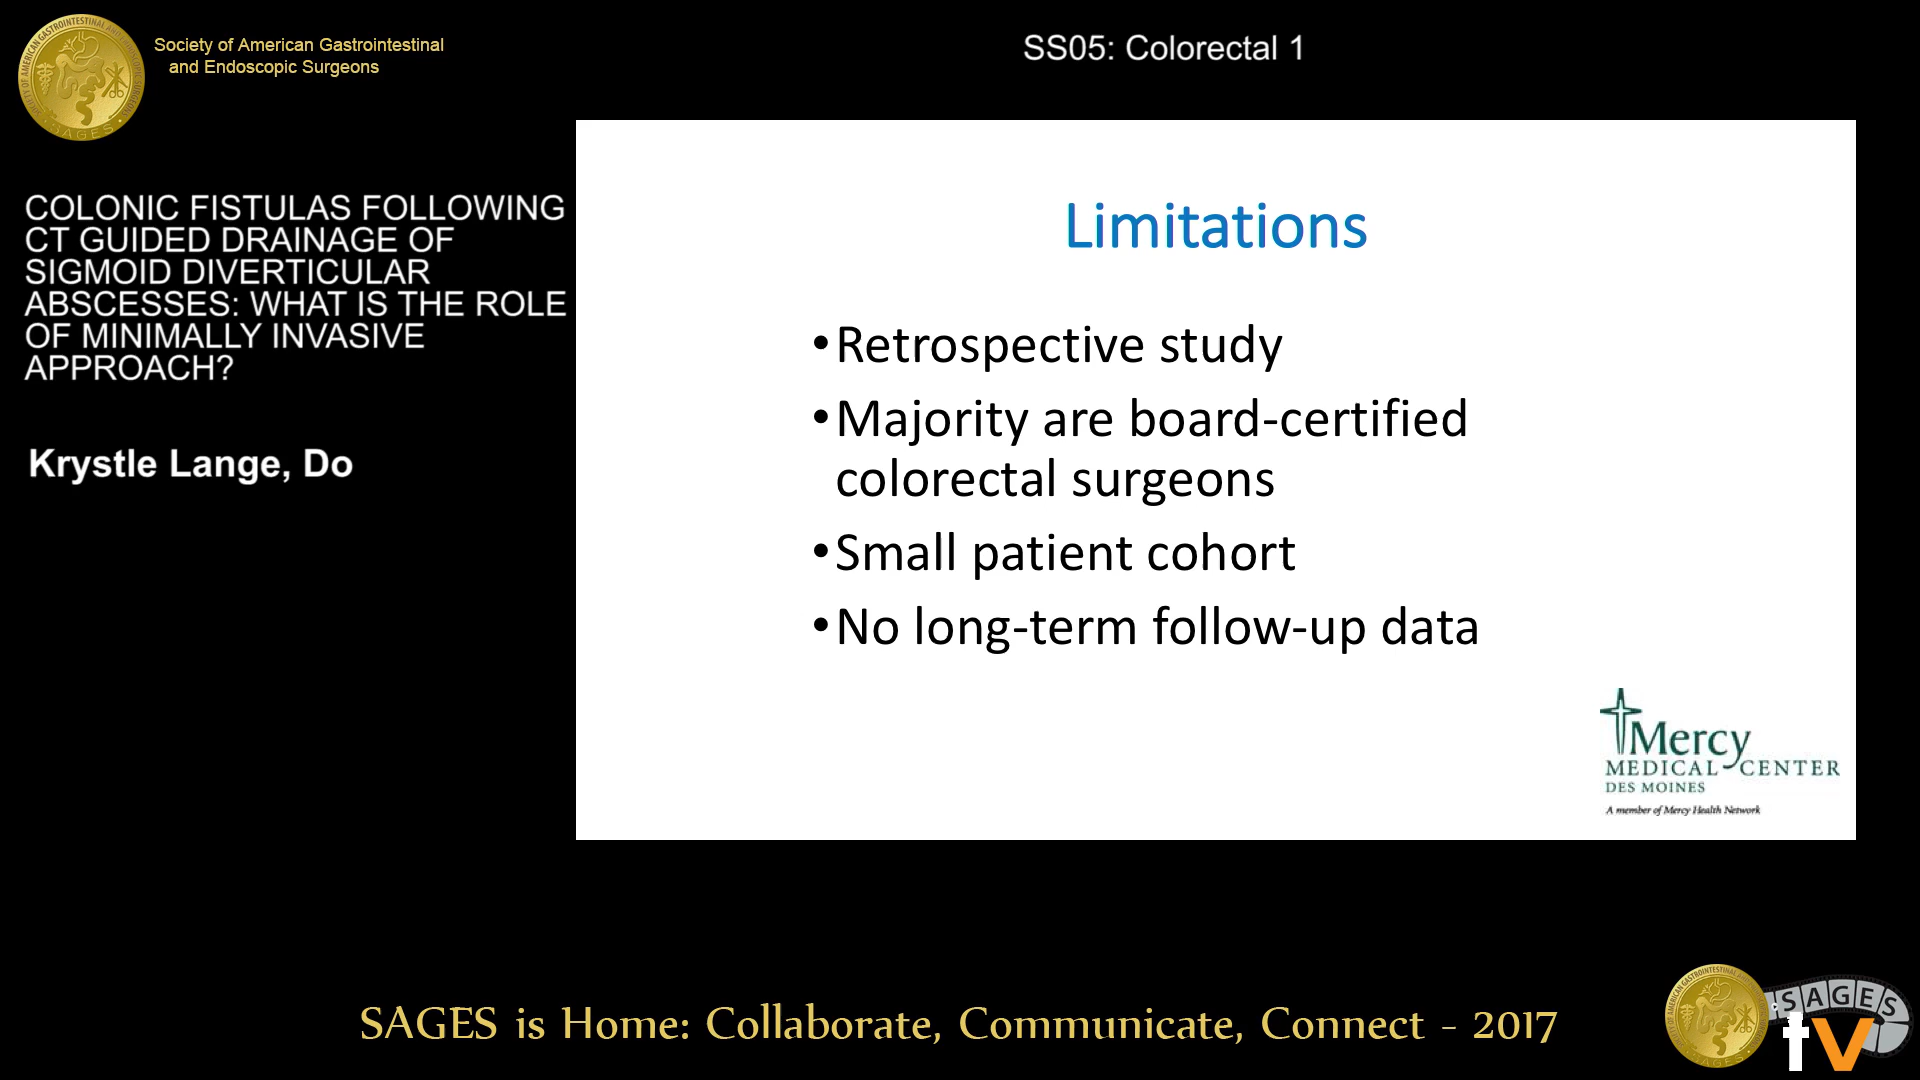 Society of American Gastrointestinal
and Endoscopic Surgeons
SS05: Colorectal 1
COLONIC FISTULAS FOLLOWING
CT GUIDED DRAINAGE OF
SIGMOID DIVERTICULAR
ABSCESSES: WHAT IS THE ROLE
OF MINIMALLY INVASIVE
APPROACH?
Krystle Lange, Do
Limitations
•Retrospective study
•Majority are board-certified
colorectal surgeons
•Small patient cohort
•No long-term follow-up data
Mercy
MEDICAL CENTER
DES MOINES
A member of Mercy Health Network
SAGES is Home: Collaborate, Communicate, Connect - 2017
SAGES
tv